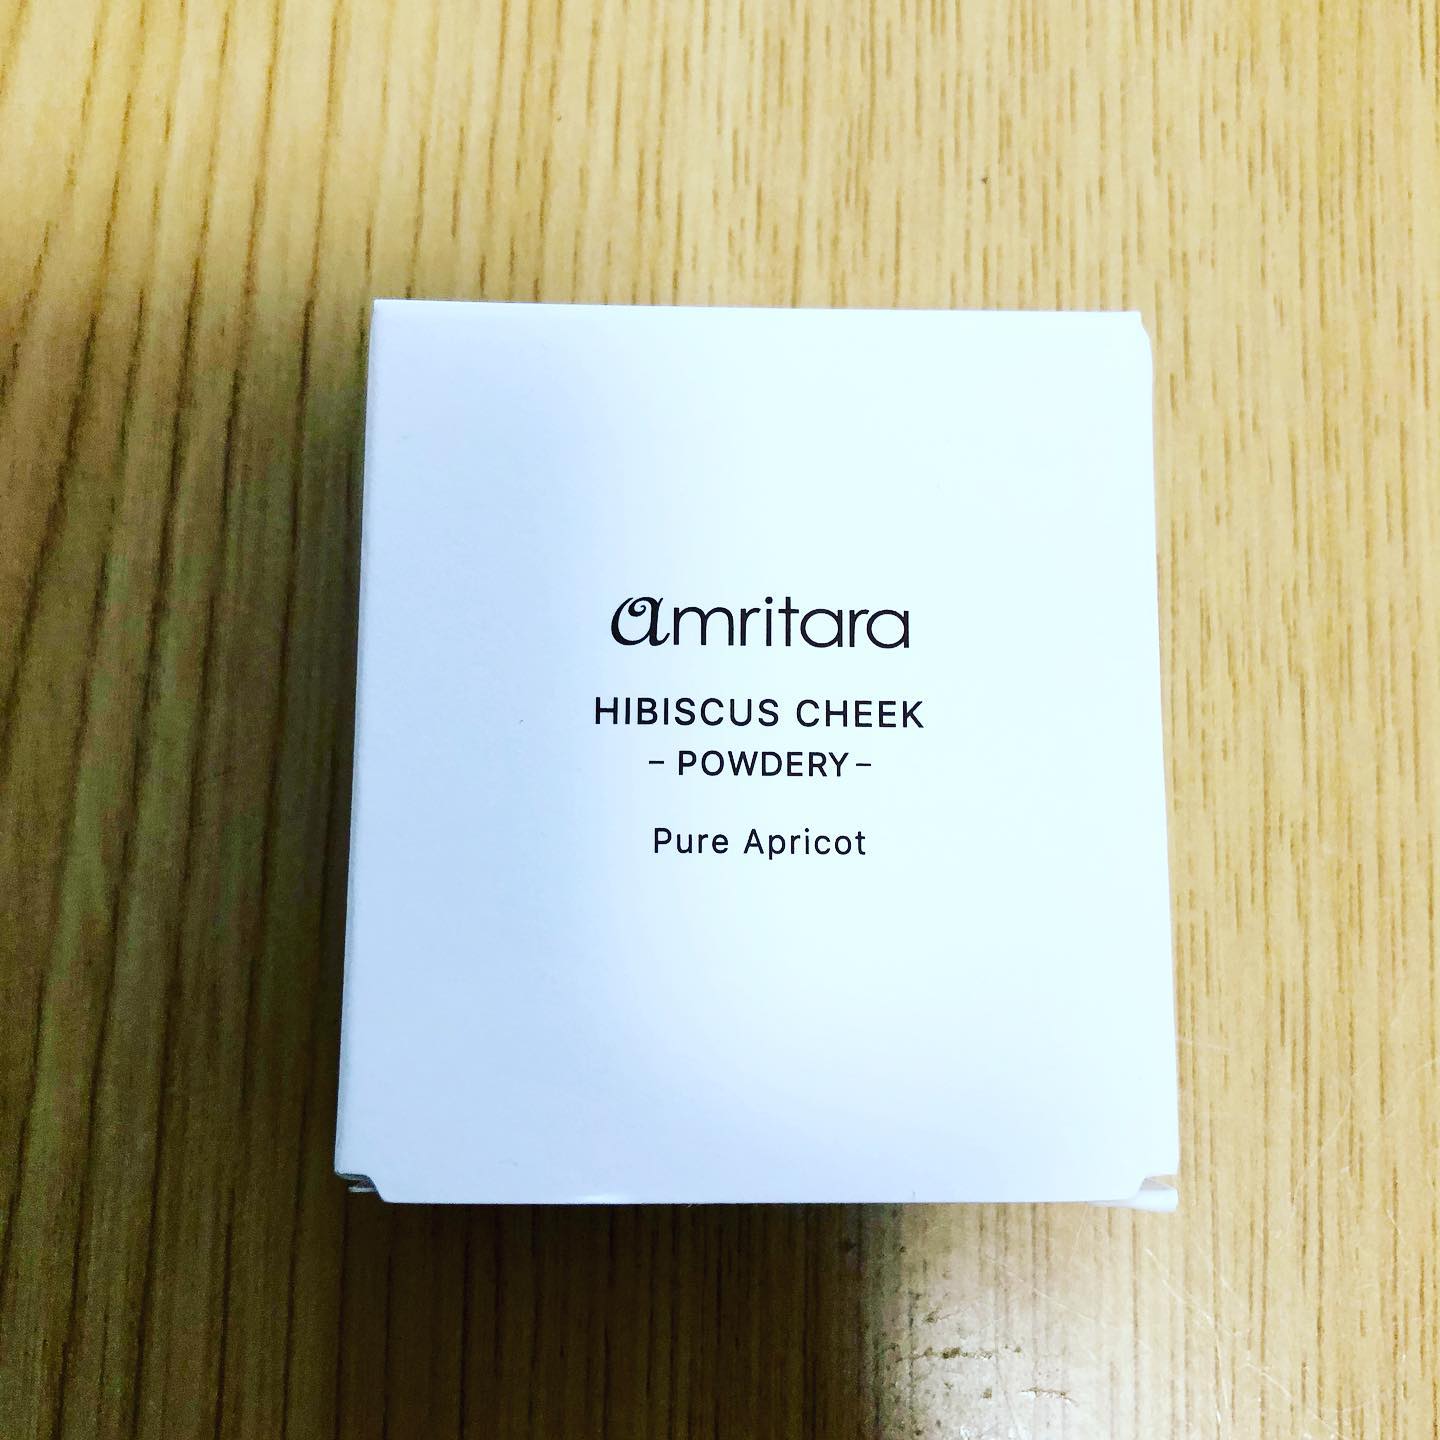 amritara
HIBISCUS CHEEK
- POWDERY -
Pure Apricot